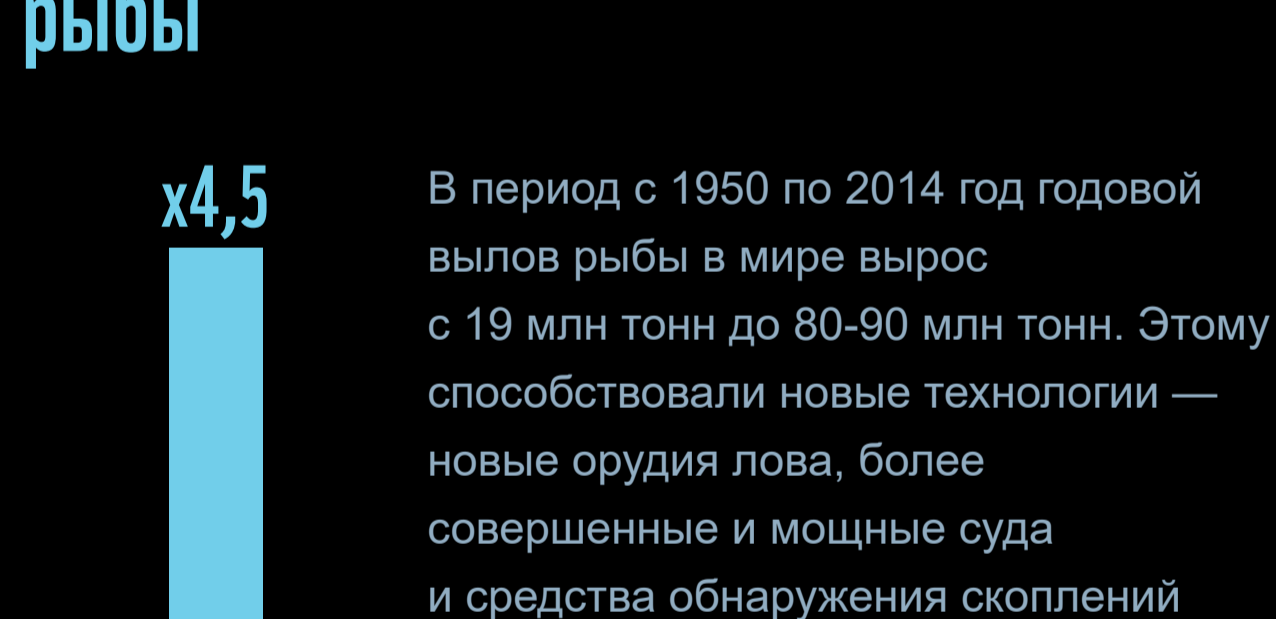 рыбы
x4,5
В период с 1950 по 2014 год годовой
вылов рыбы в мире вырос
с 19 млн тонн до 80-90 млн тонн. Этому
способствовали новые технологии —
новые орудия лова, более
совершенные и мощные суда
и средства обнаружения скоплений